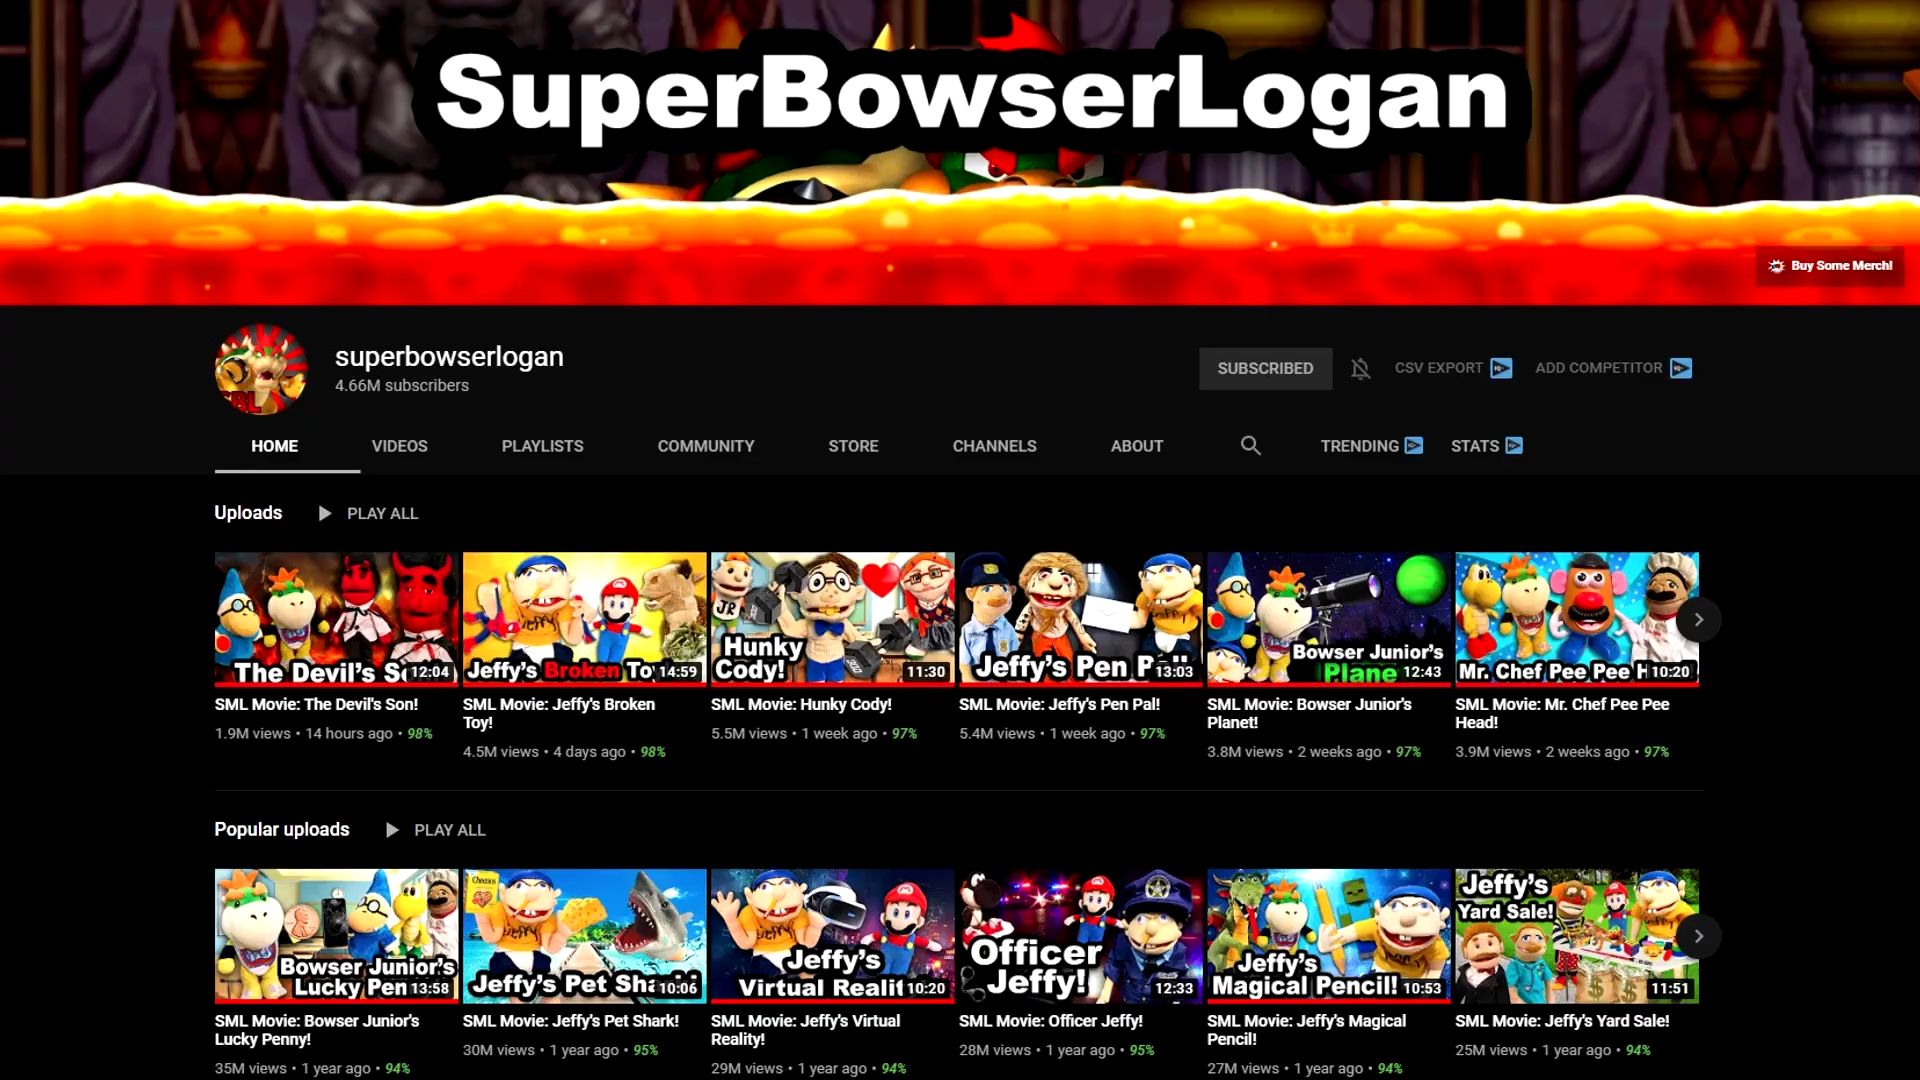 SuperBowserLogan
Buy Some Merch!
superbowserlogan
4.66M subscribers
SUBSCRIBED
CSV EXPORT
ADD COMPETITOR
HOME
VIDEOS
PLAYLISTS
COMMUNITY
STORE
CHANNELS
ABOUT
TRENDING
STATS
Uploads
PLAY ALL
The Devil's S
12:04
Jeffy's Broken To
14:59
JR
Hunky
Cody!
11:30
Jeffy's Pen P
13:03
Bowser Junior's
Plane
12:43
Mr. Chef Pee Pee H
10:20
SML Movie: The Devil's Son!
1.9M views • 14 hours ago • 98%
SML Movie: Jeffy's Broken
Toy!
4.5M views • 4 days ago • 98%
SML Movie: Hunky Cody!
5.5M views • 1 week ago • 97%
SML Movie: Jeffy's Pen Pal!
5.4M views • 1 week ago • 97%
SML Movie: Bowser Junior's
Planet!
3.8M views • 2 weeks ago • 97%
SML Movie: Mr. Chef Pee Pee
Head!
3.9M views • 2 weeks ago • 97%
Popular uploads
PLAY ALL
Bowser Junior's
Lucky Pen
13:58
Cheezos
Jeffy's Pet Sha
10:06
Jeffy's
Virtual Realit
10:20
Officer
Jeffy!
12:33
Jeffy's
Magical Pencil!
10:53
Jeffy's
Yard Sale!
11:51
SML Movie: Bowser Junior's
Lucky Penny!
35M views • 1 year ago • 94%
SML Movie: Jeffy's Pet Shark!
30M views • 1 year ago • 95%
SML Movie: Jeffy's Virtual
Reality!
29M views • 1 year ago • 94%
SML Movie: Officer Jeffy!
28M views • 1 year ago • 95%
SML Movie: Jeffy's Magical
Pencil!
27M views • 1 year ago • 94%
SML Movie: Jeffy's Yard Sale!
25M views • 1 year ago • 94%